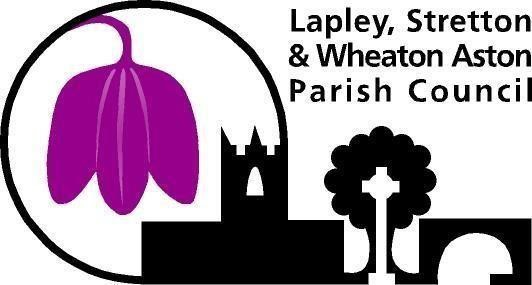 Lapley, Stretton
& Wheaton Aston
Parish Council